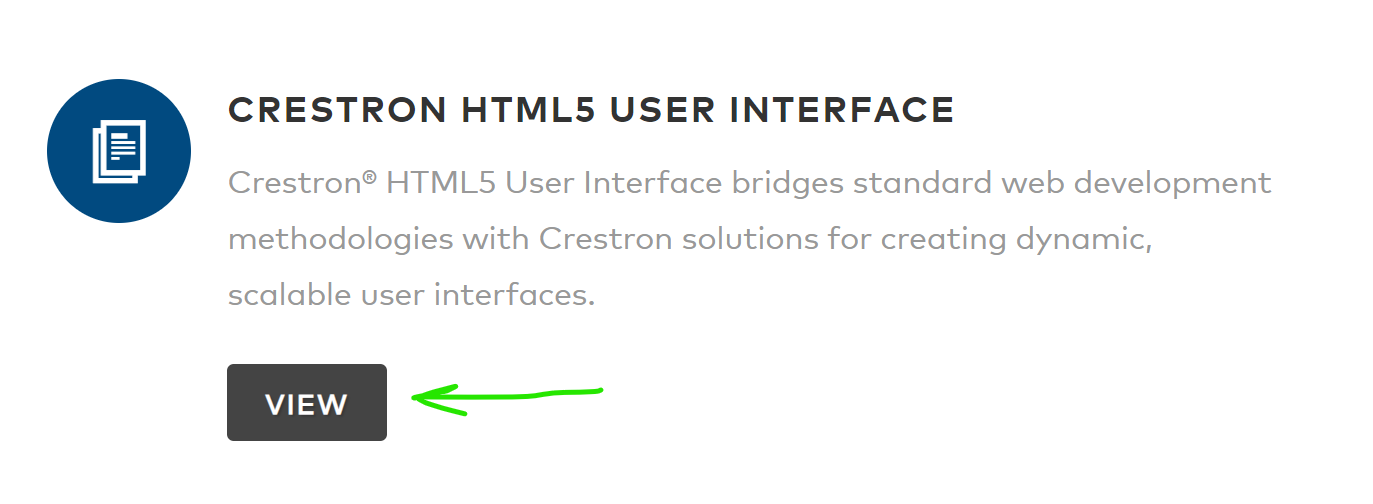 CRESTRON HTML5 USER INTERFACE
Crestron® HTML5 User Interface bridges standard web development
methodologies with Crestron solutions for creating dynamic,
scalable user interfaces.
VIEW